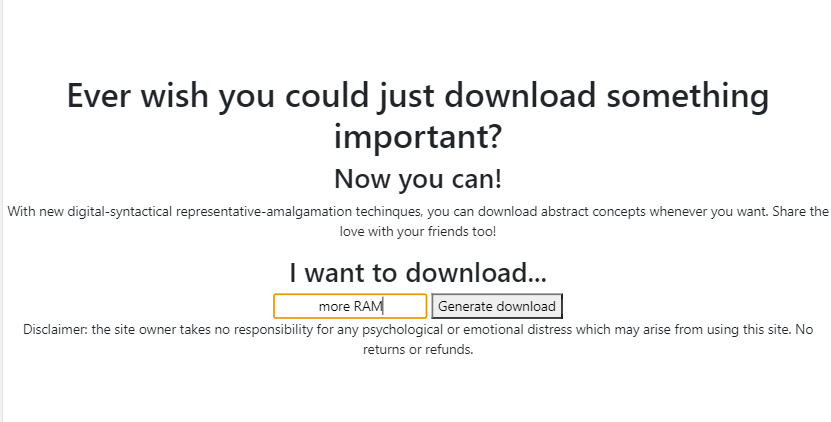 Ever wish you could just download something
important?
Now you can!
With new digital-syntactical representative-amalgamation techinques, you can download abstract concepts whenever you want. Share the
love with your friends too!
I want to download...
more RAM Generate download
Disclaimer: the site owner takes no responsibility for any psychological or emotional distress which may arise from using this site. No
returns or refunds.